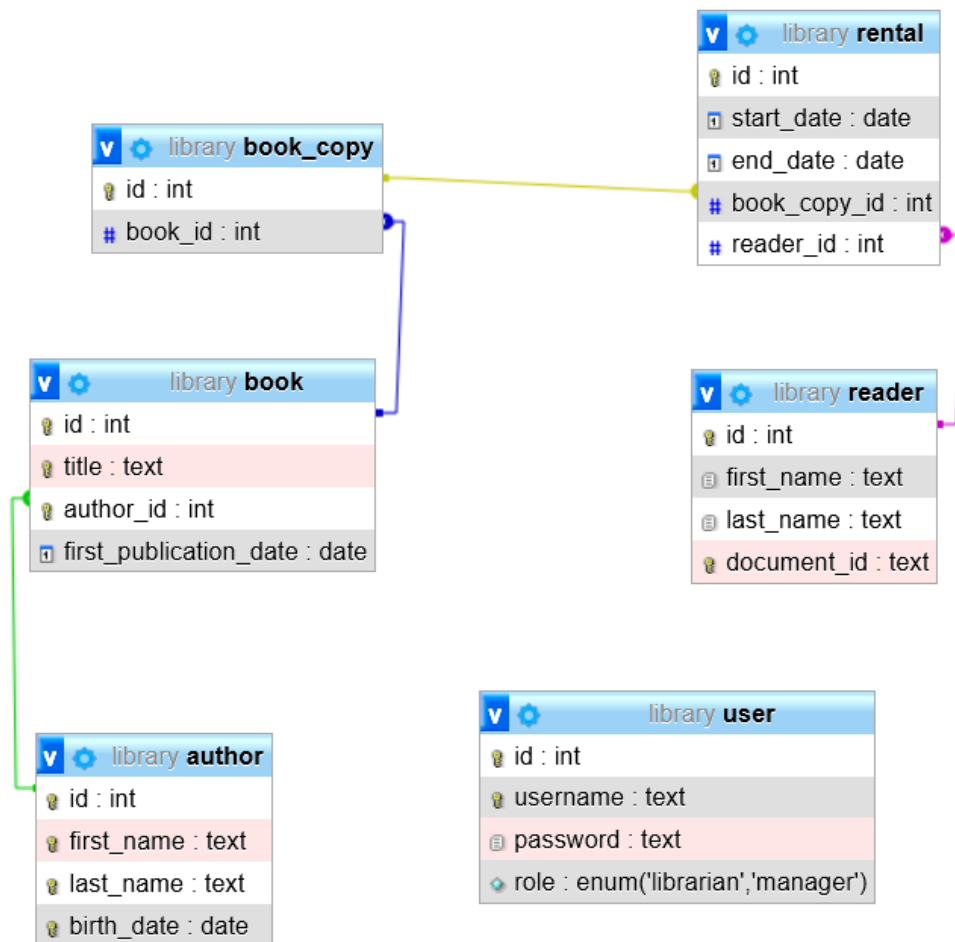 v library rental
id : int
start_date : date
end_date : date
book_copy_id : int
reader_id : int
v library book_copy
id : int
book_id : int
v library book
id : int
title : text
author_id : int
first_publication_date : date
v library reader
id : int
first_name : text
last_name : text
document_id : text
v library author
id : int
first_name : text
last_name : text
birth_date : date
v library user
id : int
username : text
password : text
role : enum('librarian','manager')